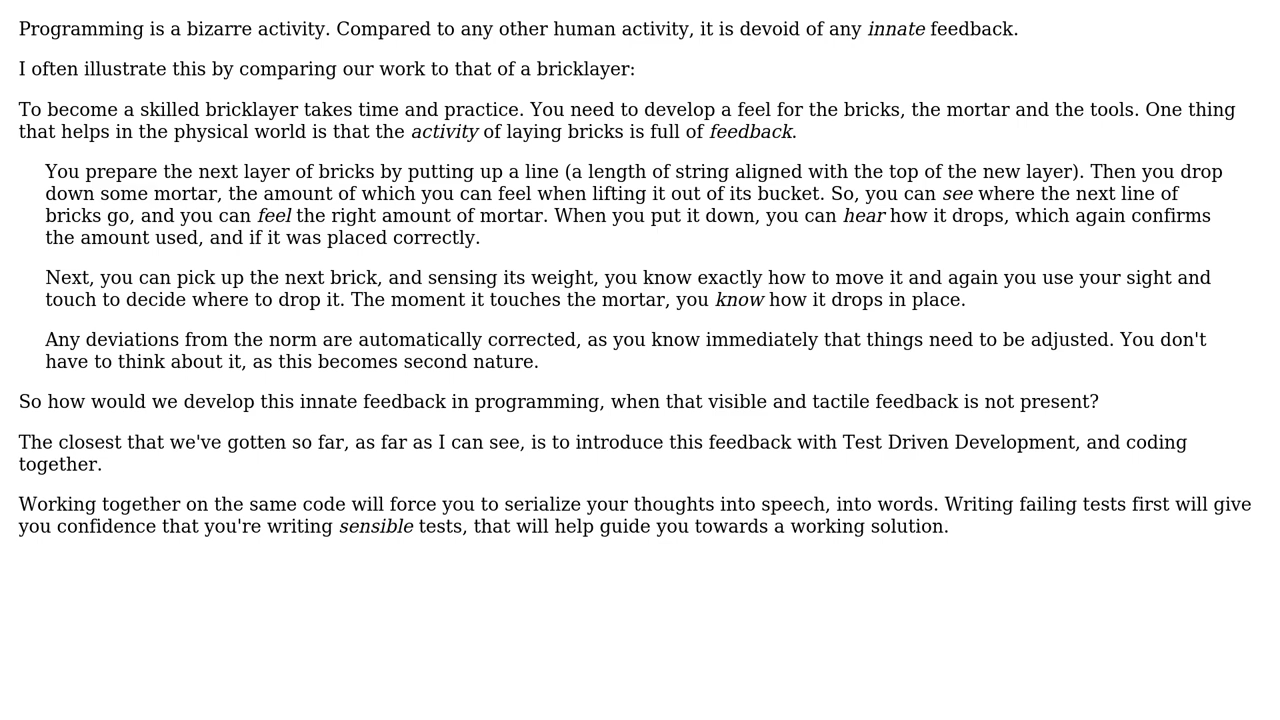 Programming is a bizarre activity. Compared to any other human activity, it is devoid of any innate feedback.
I often illustrate this by comparing our work to that of a bricklayer:
To become a skilled bricklayer takes time and practice. You need to develop a feel for the bricks, the mortar and the tools. One thing
that helps in the physical world is that the activity of laying bricks is full of feedback.
You prepare the next layer of bricks by putting up a line (a length of string aligned with the top of the new layer). Then you drop
down some mortar, the amount of which you can feel when lifting it out of its bucket. So, you can see where the next line of
bricks go, and you can feel the right amount of mortar. When you put it down, you can hear how it drops, which again confirms
the amount used, and if it was placed correctly.
Next, you can pick up the next brick, and sensing its weight, you know exactly how to move it and again you use your sight and
touch to decide where to drop it. The moment it touches the mortar, you know how it drops in place.
Any deviations from the norm are automatically corrected, as you know immediately that things need to be adjusted. You don't
have to think about it, as this becomes second nature.
So how would we develop this innate feedback in programming, when that visible and tactile feedback is not present?
The closest that we've gotten so far, as far as I can see, is to introduce this feedback with Test Driven Development, and coding
together.
Working together on the same code will force you to serialize your thoughts into speech, into words. Writing failing tests first will give
you confidence that you're writing sensible tests, that will help guide you towards a working solution.